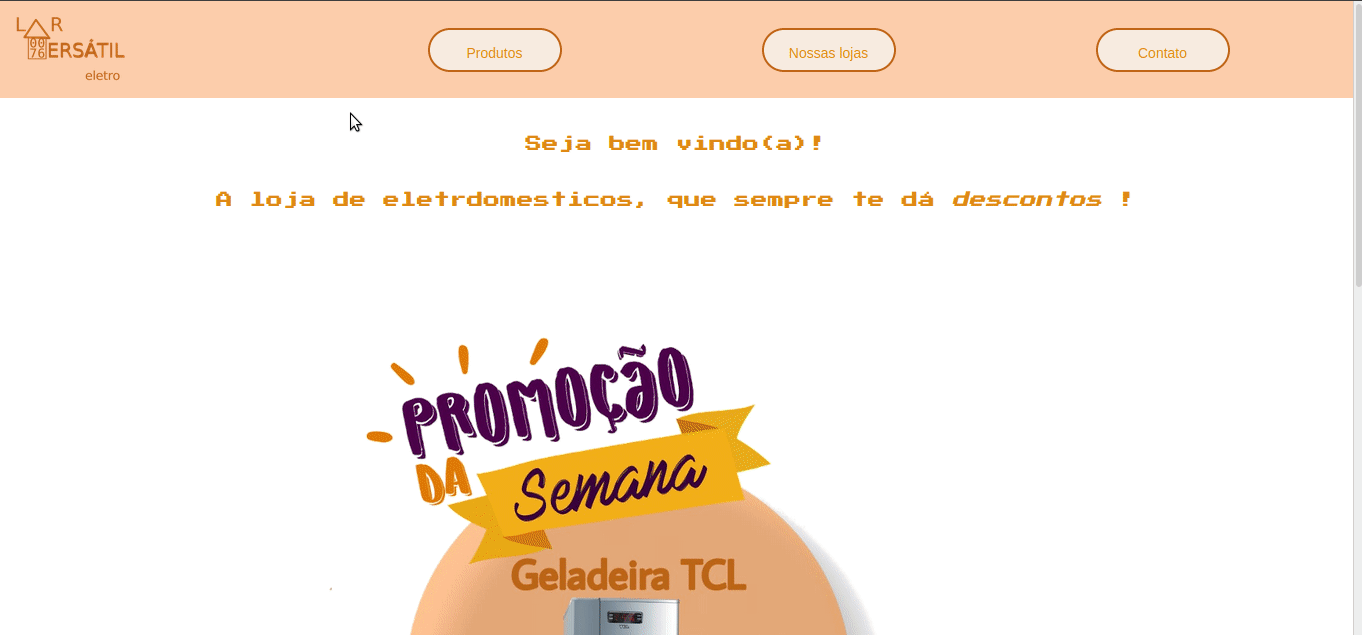 L R
0076 ERSÁTIL
eletro
Produtos
Nossas lojas
Contato
Seja bem vindo(a)!
A loja de eletrdomesticos, que sempre te dá descontos !
PROMOÇÃO
DA
Semana
Geladeira TCL